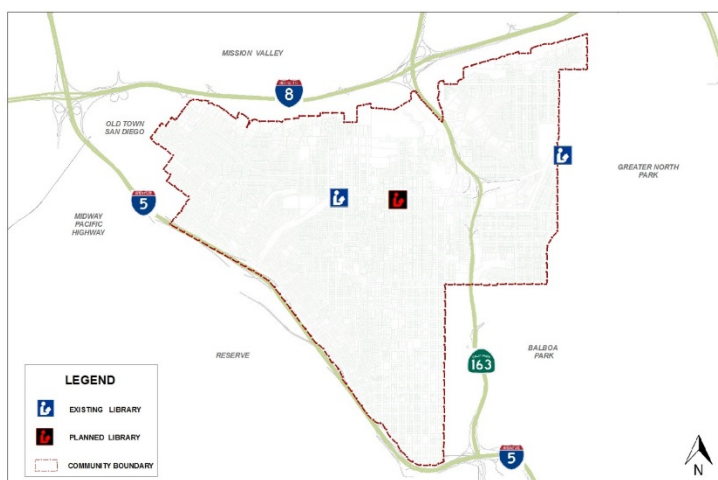 MISSION VALLEY
8
OLD TOWN
SAN DIEGO
GREATER NORTH
PARK
5
MIDWAY
PACIFIC
HIGHWAY
RESERVE
BALBOA
PARK
163
LEGEND
EXISTING LIBRARY
PLANNED LIBRARY
COMMUNITY BOUNDARY
5
N